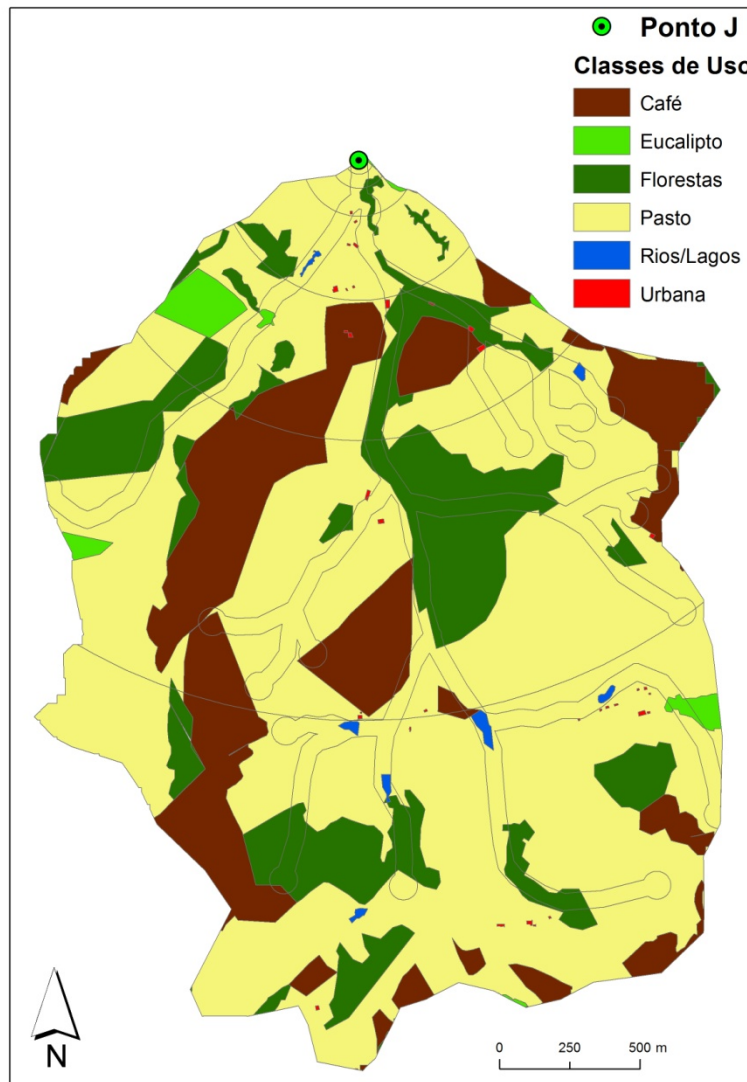 Ponto J
Classes de Uso
Café
Eucalipto
Florestas
Pasto
Rios/Lagos
Urbana
N
0 250 500 m